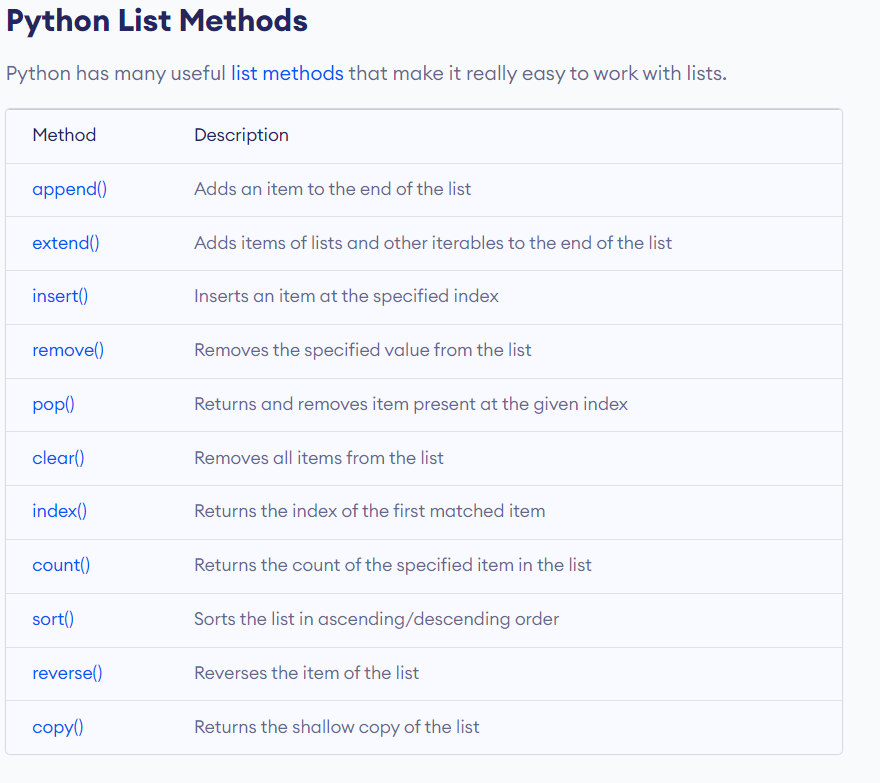 Python List Methods
Python has many useful list methods that make it really easy to work with lists.
Method Description
append() Adds an item to the end of the list
extend() Adds items of lists and other iterables to the end of the list
insert() Inserts an item at the specified index
remove() Removes the specified value from the list
pop() Returns and removes item present at the given index
clear() Removes all items from the list
index() Returns the index of the first matched item
count() Returns the count of the specified item in the list
sort() Sorts the list in ascending/descending order
reverse() Reverses the item of the list
copy() Returns the shallow copy of the list